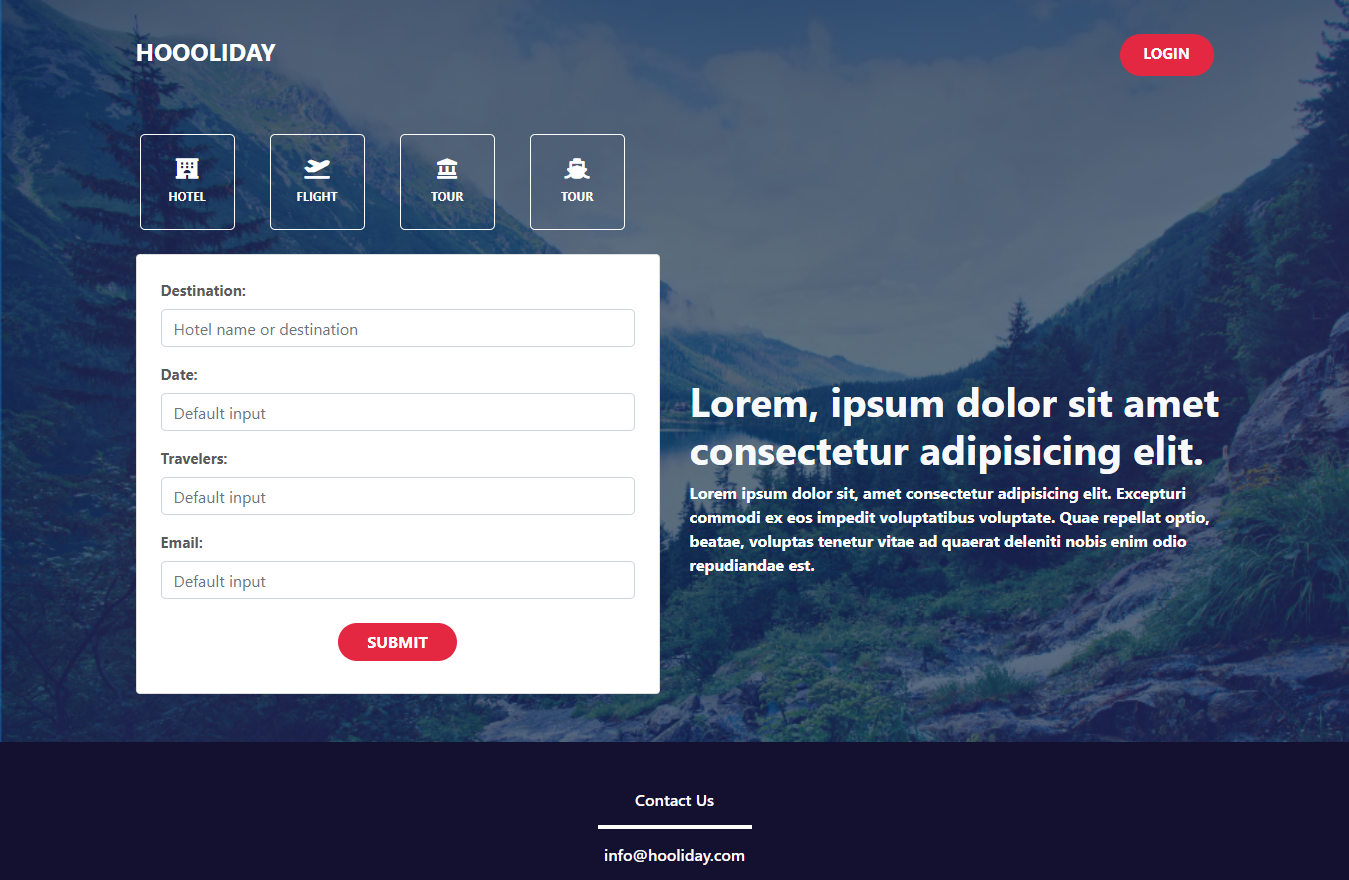 HOOOLIDAY
LOGIN
HOTEL
FLIGHT
TOUR
TOUR
Destination:
Hotel name or destination
Date:
Default input
Travelers:
Default input
Email:
Default input
SUBMIT
Lorem, ipsum dolor sit amet
consectetur adipisicing elit.
Lorem ipsum dolor sit, amet consectetur adipisicing elit. Excepturi
commodi ex eos impedit voluptatibus voluptate. Quae repellat optio,
beatae, voluptas tenetur vitae ad quaerat deleniti nobis enim odio
repudiandae est.
Contact Us
info@hooliday.com